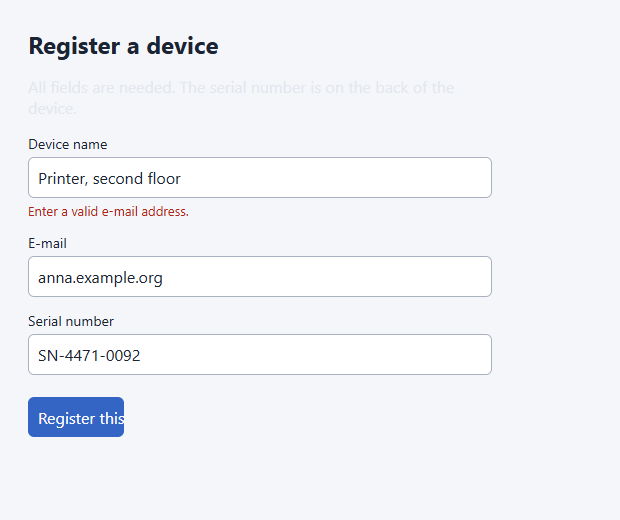 Register a device
All fields are needed. The serial number is on the back of the
device.
Device name
Printer, second floor
Enter a valid e-mail address.
E-mail
anna.example.org
Serial number
SN-4471-0092
Register this